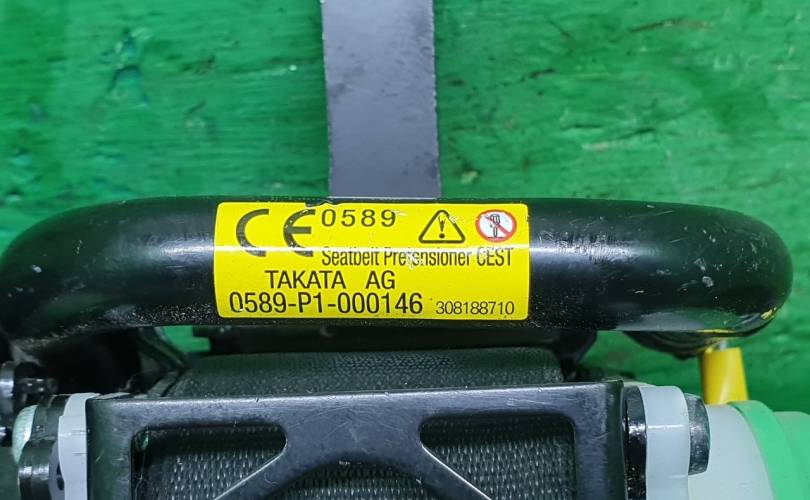 CE 0589
Seatbelt Pretensioner CEST
TAKATA AG
0589-P1-000146 308188710